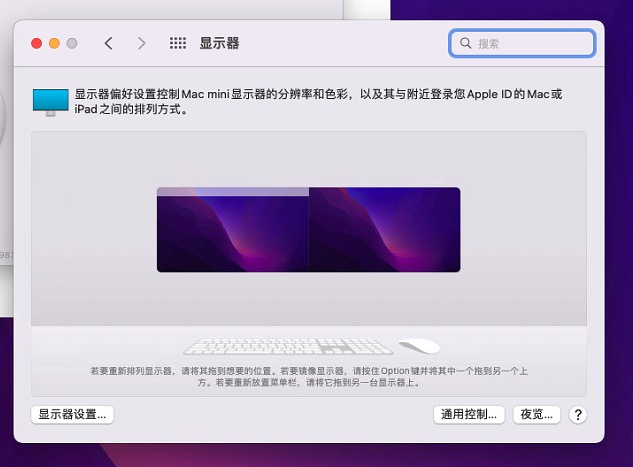 显示器
搜索
显示器偏好设置控制Mac mini显示器的分辨率和色彩，以及其与附近登录您Apple ID的Mac或
iPad之间的排列方式。
若要重新排列显示器，请将其拖到想要的位置。若要镜像显示器，请按住Option键并将其中一个拖到另一个上
方。若要重新放置菜单栏，请将它拖到另一台显示器上。
显示器设置...
通用控制...
夜览...
?